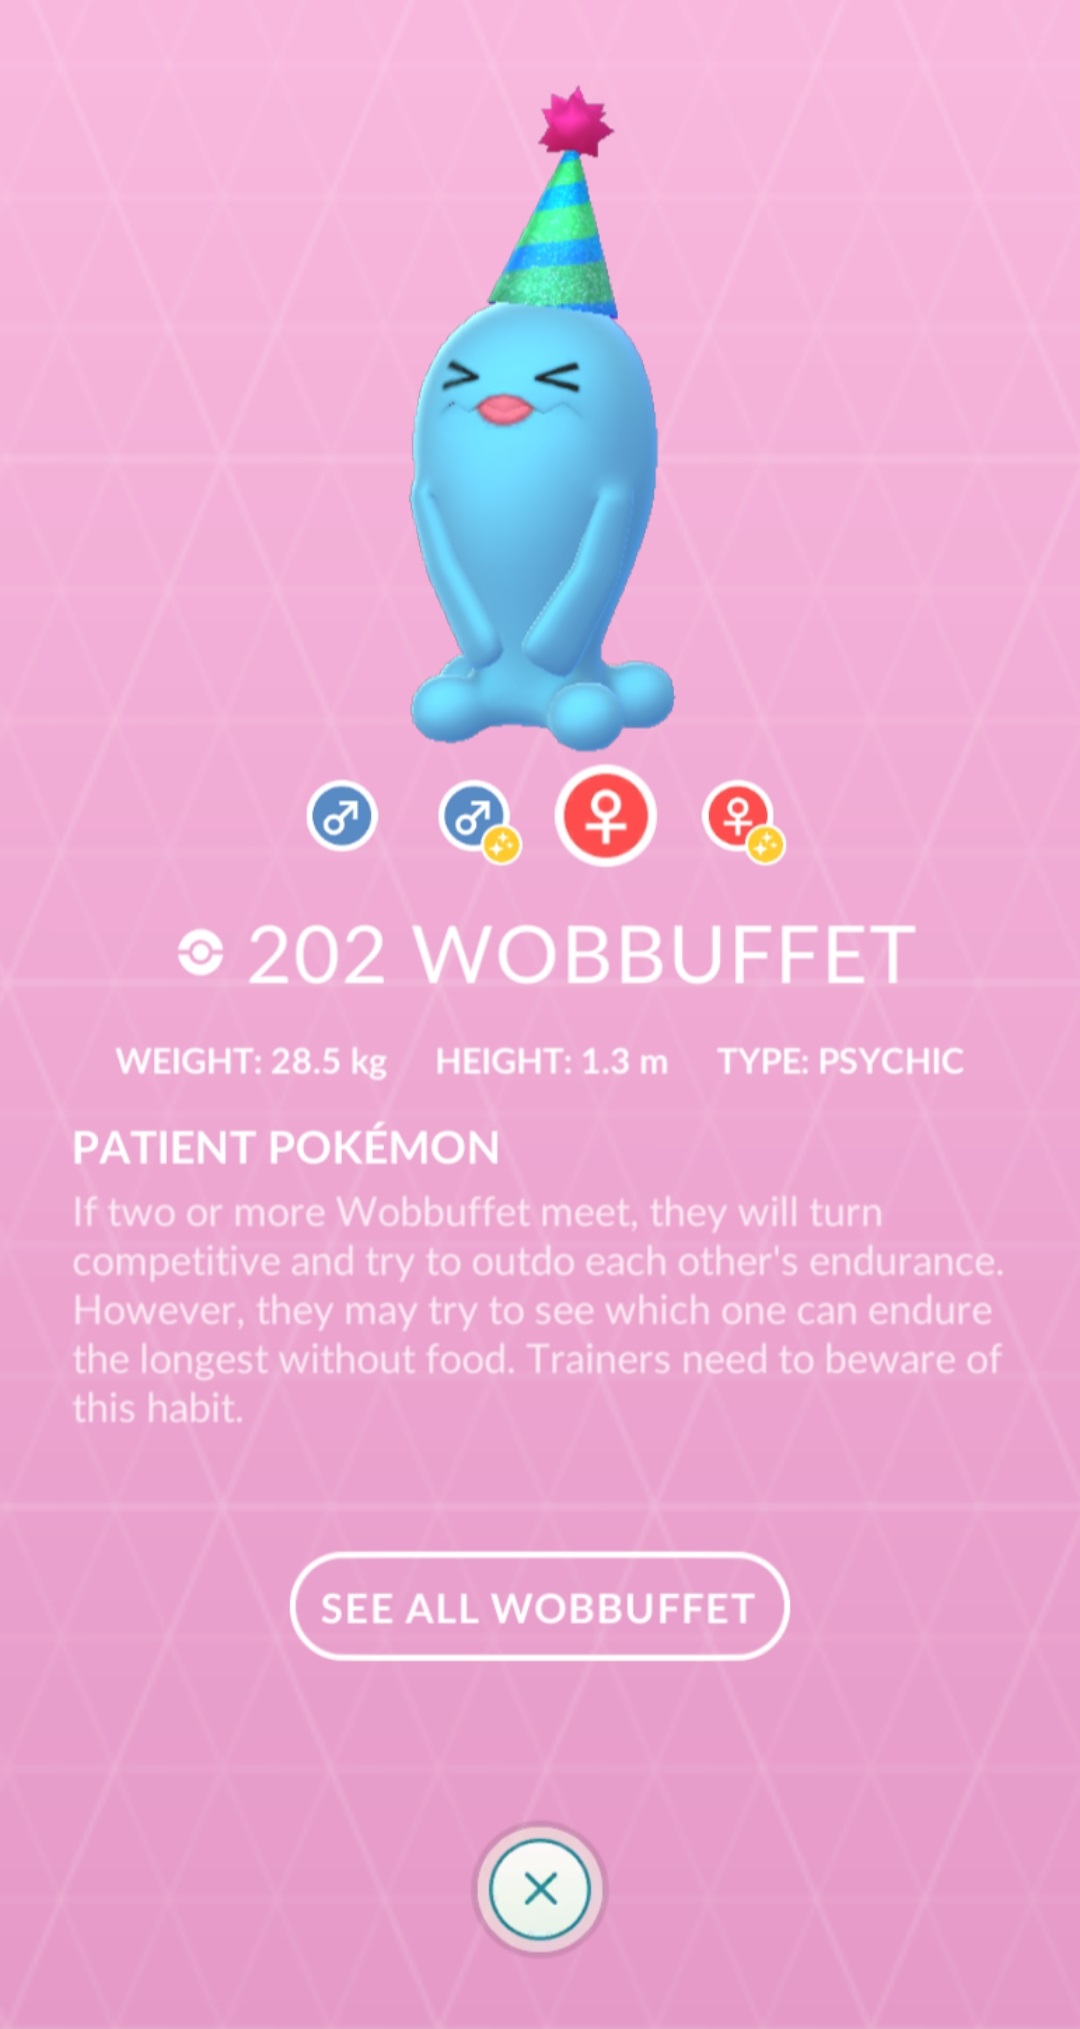 202 WOBBUFFET
WEIGHT: 28.5 kg HEIGHT: 1.3 m TYPE: PSYCHIC
PATIENT POKÉMON
If two or more Wobbuffet meet, they will turn
competitive and try to outdo each other's endurance.
However, they may try to see which one can endure
the longest without food. Trainers need to beware of
this habit.
SEE ALL WOBBUFFET